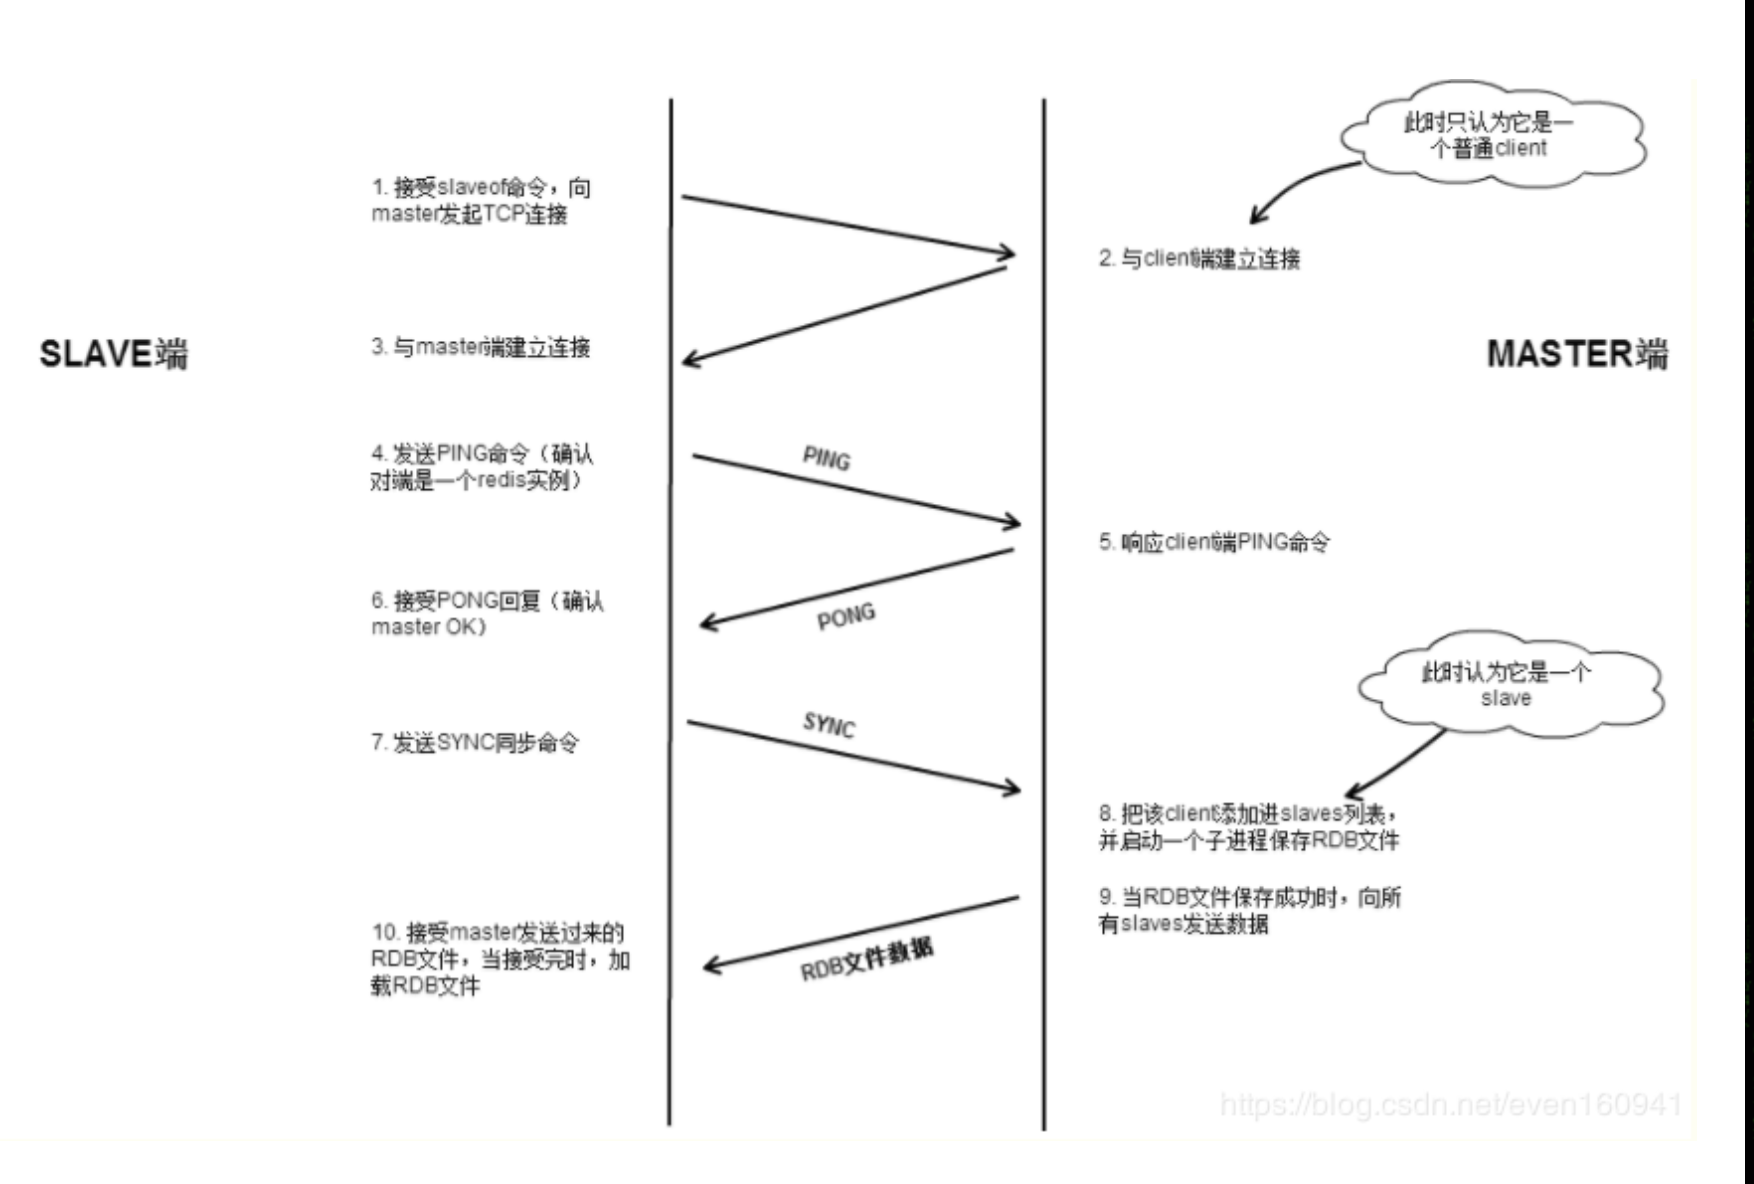 此时只认为它是一
个普通client
1. 接受slaveof命令，向
master发起TCP连接
2. 与client端建立连接
SLAVE端
3. 与master端建立连接
MASTER端
4. 发送PING命令（确认
对端是一个redis实例）
PING
5. 响应client端PING命令
6. 接受PONG回复（确认
master OK）
PONG
此时认为它是一个
slave
7. 发送SYNC同步命令
SYNC
8. 把该client添加进slaves列表，
并启动一个子进程保存RDB文件
9. 当RDB文件保存成功时，向所
有slaves发送数据
10. 接受master发送过来的
RDB文件，当接受完时，加
载RDB文件
RDB文件数据
https://blog.csdn.net/even160941